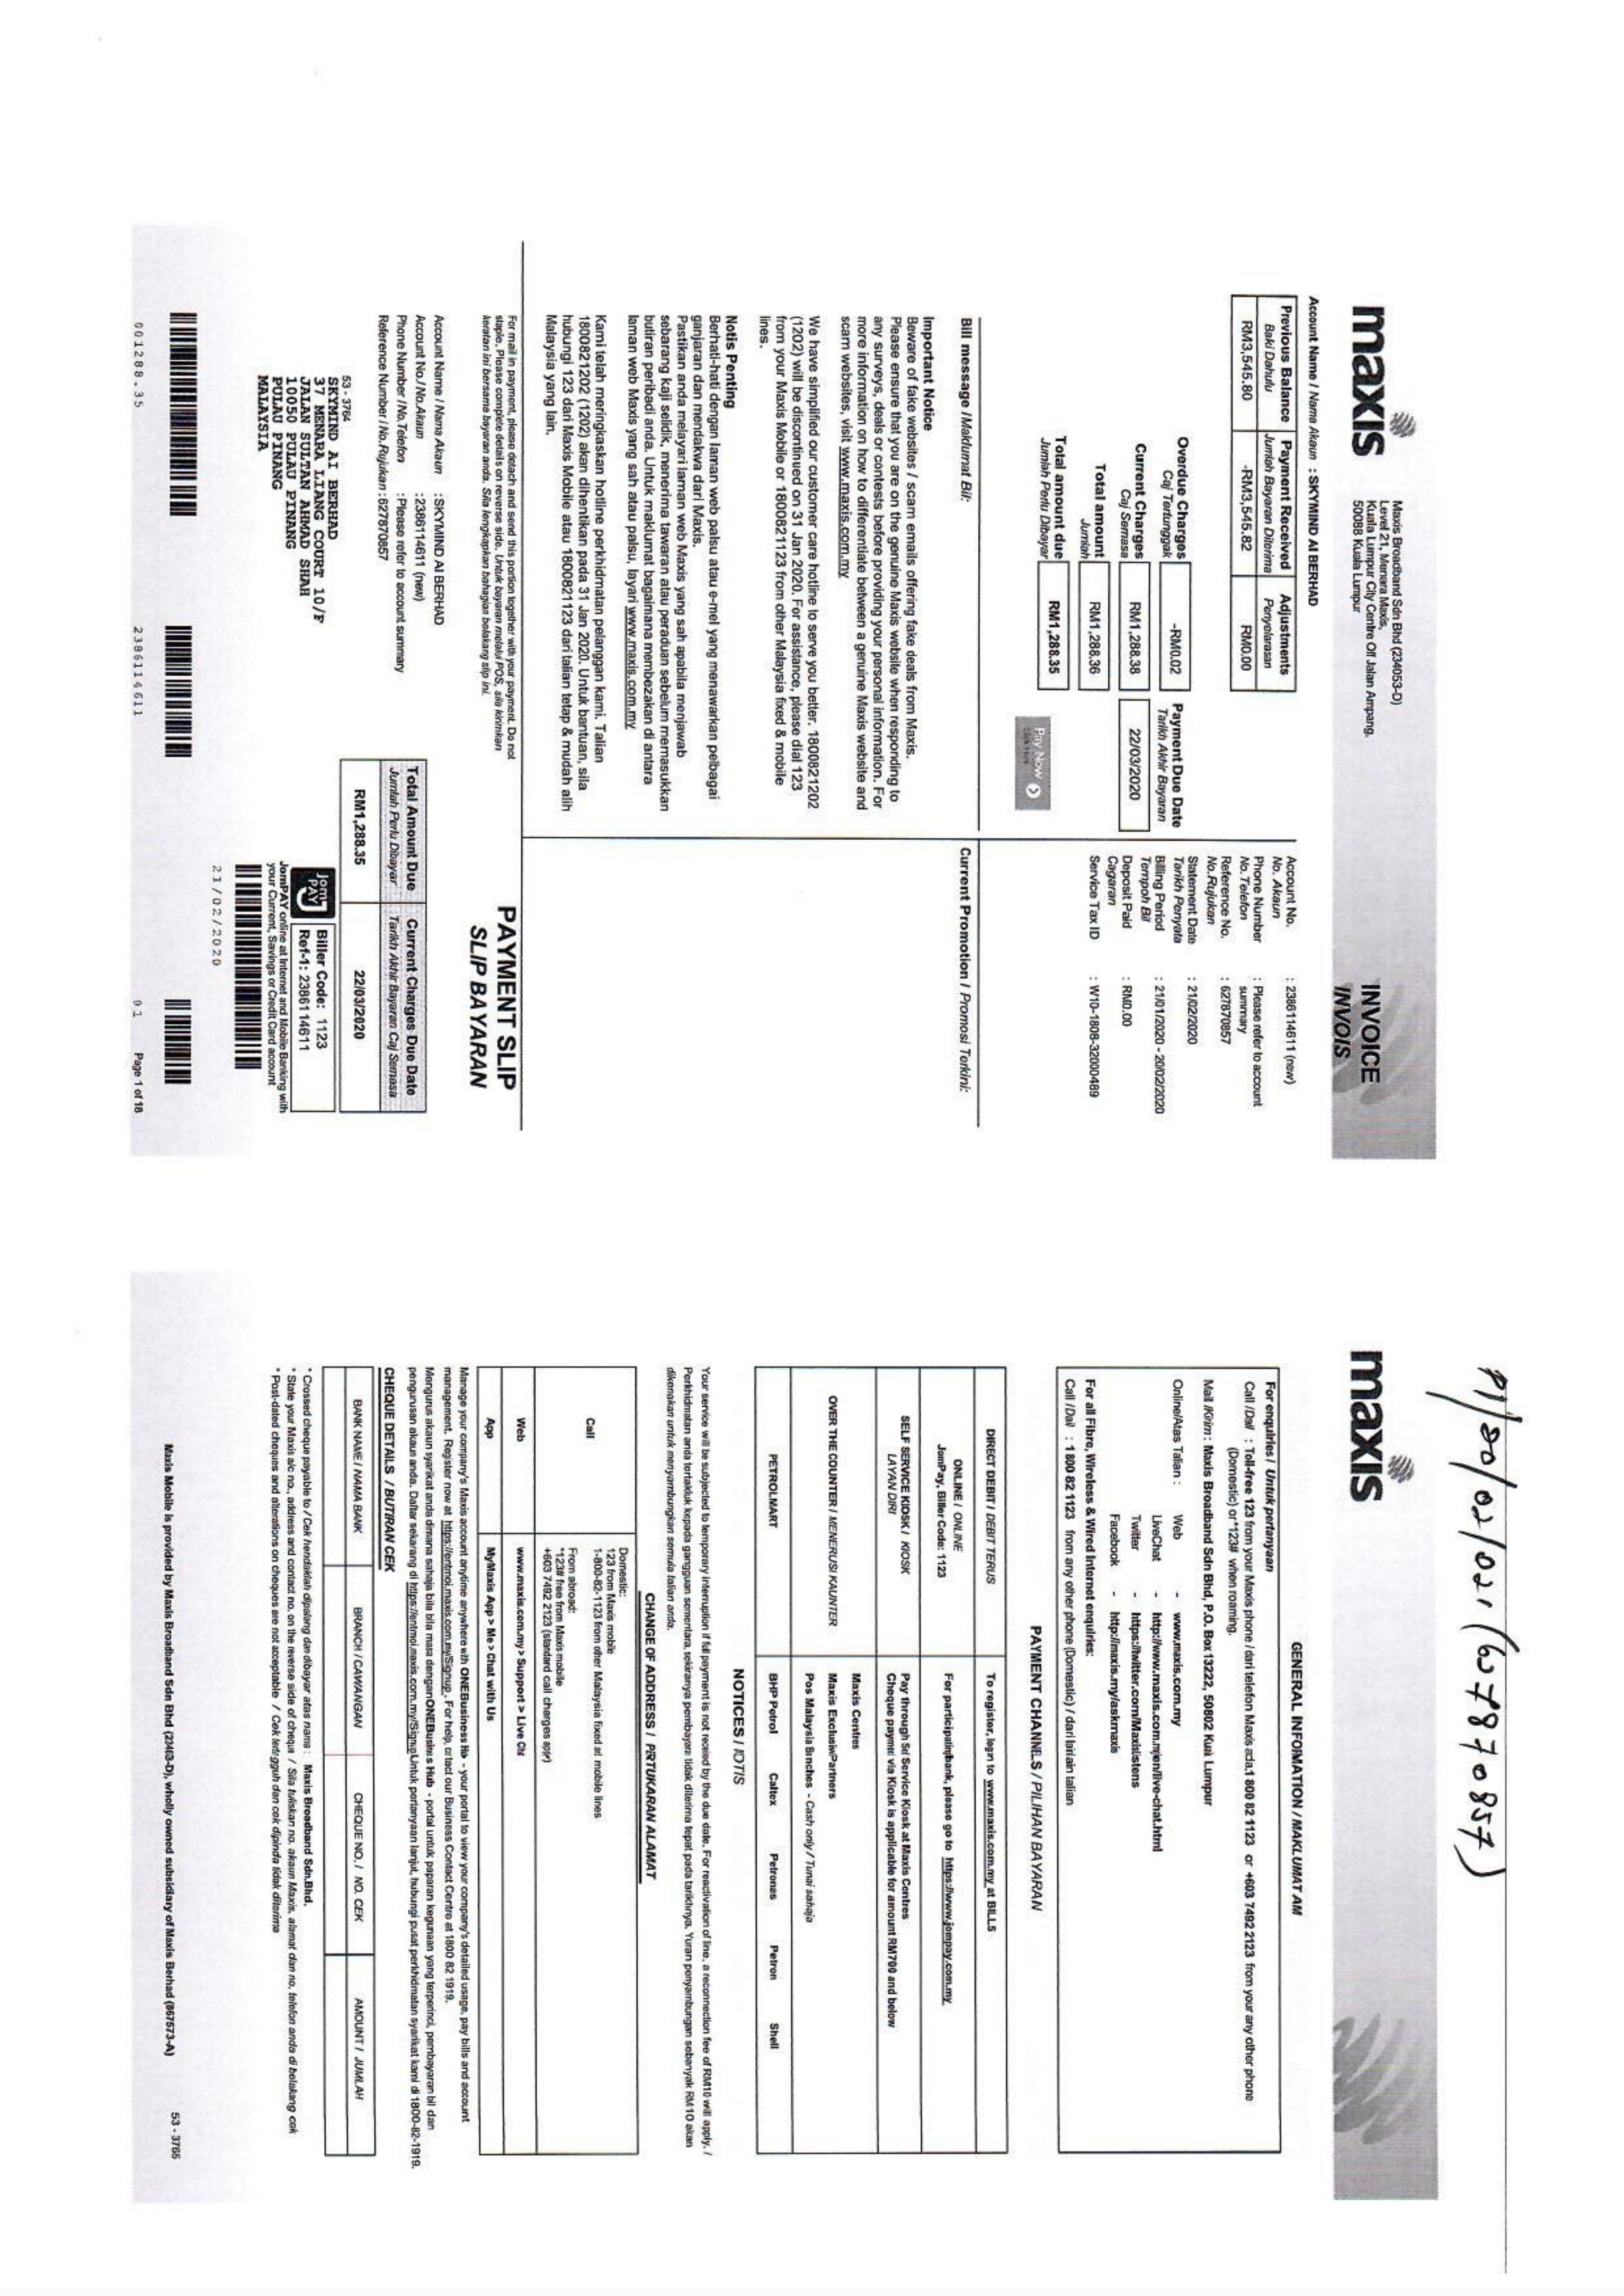 maxis
Maxis Broadband Sdn Bhd (234053-D)
Level 21, Menara Maxis,
Kuala Lumpur City Centre Off Jalan Ampang,
50088 Kuala Lumpur
INVOICE
INVOIS
Account Name / Nama Akaun : SKYMIND AI BERHAD
Previous Balance Payment Received Adjustments
Baki Dahulu Jumlah Bayaran Diterima Penyelarasan
RM3,545.80 -RM3,545.82 RM0.00
Overdue Charges
Caj Tertunggak
-RM0.02
Current Charges
Caj Semasa
RM1,288.38
Total amount
Jumlah
RM1,288.36
Total amount due
Jumlah Perlu Dibayar
RM1,288.35
Payment Due Date
Tarikh Akhir Bayaran
22/03/2020
Pay Now
Account No. : 2386114611 (new)
No. Akaun
Phone Number : Please refer to account
No. Telefon summary
Reference No. : 627870857
No.Rujukan
Statement Date : 21/02/2020
Tarikh Penyata
Billing Period : 21/01/2020 - 20/02/2020
Tempoh Bil
Deposit Paid : RM0.00
Cagaran
Service Tax ID : W10-1808-32000489
Bill message / Maklumat Bil:
Current Promotion / Promosi Terkini:
Important Notice
Beware of fake websites / scam emails offering fake deals from Maxis.
Please ensure that you are on the genuine Maxis website when responding to
any surveys, deals or contests before providing your personal information. For
more information on how to differentiate between a genuine Maxis website and
scam websites, visit www.maxis.com.my
We have simplified our customer care hotline to serve you better. 1800821202
(1202) will be discontinued on 31 Jan 2020. For assistance, please dial 123
from your Maxis Mobile or 1800821123 from other Malaysia fixed & mobile
lines.
Notis Penting
Berhati-hati dengan laman web palsu atau e-mel yang menawarkan pelbagai
ganjaran dan mendakwa dari Maxis.
Pastikan anda melayari laman web Maxis yang sah apabila menjawab
sebarang kaji selidik, menerima tawaran atau peraduan sebelum memasukkan
butiran peribadi anda. Untuk maklumat bagaimana membezakan di antara
laman web Maxis yang sah atau palsu, layari www.maxis.com.my
Kami telah meringkaskan hotline perkhidmatan pelanggan kami. Talian
1800821202 (1202) akan dihentikan pada 31 Jan 2020. Untuk bantuan, sila
hubungi 123 dari Maxis Mobile atau 1800821123 dari talian tetap & mudah alih
Malaysia yang lain.
For mail in payment, please detach and send this portion together with your payment. Do not
staple. Please complete details on reverse side. Untuk bayaran melalui POS, sila kirimkan
keratan ini bersama bayaran anda. Sila lengkapkan bahagian belakang slip ini.
PAYMENT SLIP
SLIP BAYARAN
Account Name / Nama Akaun : SKYMIND AI BERHAD
Account No./No.Akaun : 2386114611 (new)
Phone Number /No.Telefon : Please refer to account summary
Reference Number / No.Rujukan : 627870857
Total Amount Due Current Charges Due Date
Jumlah Perlu Dibayar Tarikh Akhir Bayaran Caj Semasa
RM1,288.35 22/03/2020
53 - 3764
SKYMIND AI BERHAD
37 MENARA LIANG COURT 10/F
JALAN SULTAN AHMAD SHAH
10050 PULAU PINANG
PULAU PINANG
MALAYSIA
Jom PAY
Biller Code: 1123
Ref-1: 2386114611
JomPAY online at Internet and Mobile Banking with
your Current, Savings or Credit Card account
21/02/2020
001288.35 2386114611 01 Page 1 of 18
/02/021 (627870857)
maxis
GENERAL INFORMATION / MAKLUMAT AM
For enquiries / Untuk pertanyaan
Call /Dail : Toll-free 123 from your Maxis phone / dari telefon Maxis anda,1 800 82 1123 or +603 7492 2123 from your any other phone
(Domestic) or *123# when roaming.
Mail /Kirim : Maxis Broadband Sdn Bhd, P.O. Box 13222, 50802 Kuala Lumpur
Online/Atas Talian : Web - www.maxis.com.my
LiveChat - http://www.maxis.com.my/en/live-chat.html
Twitter - https://twitter.com/Maxislistens
Facebook - http://maxis.my/askmaxis
For all Fibre, Wireless & Wired Internet enquiries:
Call /Dail : 1 800 82 1123 from any other phone (Domestic) / dari lain-lain talian
PAYMENT CHANNELS / PILIHAN BAYARAN
DIRECT DEBIT / DEBIT TERUS To register, logon to www.maxis.com.my at BILLS
ONLINE / ONLINE
JomPay, Biller Code: 1123
For participating bank, please go to https://www.jompay.com.my
SELF SERVICE KIOSK / KIOSK
LAYAN DIRI
Pay through Self Service Kiosk at Maxis Centres
Cheque payment via Kiosk is applicable for amount RM700 and below
OVER THE COUNTER / MENERUSI KAUNTER
Maxis Centres
Maxis Exclusive Partners
Pos Malaysia Branches - Cash only / Tunai sahaja
PETROLMART BHP Petrol Caltex Petronas Petron Shell
NOTICES / NOTIS
Your service will be subjected to temporary interruption if full payment is not received by the due date. For reactivation of line, a reconnection fee of RM10 will apply. /
Perkhidmatan anda tertakluk kepada gangguan sementara, sekiranya pembayaran tidak diterima tepat pada tarikhnya. Yuran penyambungan sebanyak RM10 akan
dikenakan untuk menyambungkan semula talian anda.
CHANGE OF ADDRESS / PERTUKARAN ALAMAT
Call
Domestic:
123 from Maxis mobile
1-800-82-1123 from other Malaysia fixed and mobile lines
From abroad:
*123# free from Maxis mobile
+603 7492 2123 (standard call charges apply)
Web www.maxis.com.my > Support > Live Chat
App MyMaxis App > Me > Chat with Us
Manage your company's Maxis account anytime anywhere with ONEBusiness Hub - your portal to view your company's detailed usage, pay bills and account
management. Register now at https://entmoi.maxis.com.my/Signup. For help, contact our Business Contact Centre at 1800 82 1919.
Mengurus akaun syarikat anda dimana sahaja bila bila masa dengan ONEBusiness Hub - portal untuk paparan kegunaan yang terperinci, pembayaran bil dan
pengurusan akaun anda. Daftar sekarang di https://entmoi.maxis.com.my/Signup Untuk pertanyaan lanjut, hubungi pusat perkhidmatan syarikat kami di 1800-82-1919.
CHEQUE DETAILS / BUTIRAN CEK
BANK NAME / NAMA BANK BRANCH / CAWANGAN CHEQUE NO. / NO. CEK AMOUNT / JUMLAH
* Crossed cheque payable to / Cek hendaklah dipalang dan dibayar atas nama : Maxis Broadband Sdn.Bhd.
* State your Maxis a/c no., address and contact no. on the reverse side of cheque / Sila tuliskan no. akaun Maxis, alamat dan no. telefon anda di belakang cek
* Post-dated cheques and alterations on cheques are not acceptable / Cek tertangguh dan cek dipinda tidak diterima
Maxis Mobile is provided by Maxis Broadband Sdn Bhd (234053-D), wholly owned subsidiary of Maxis Berhad (867573-A)
53 - 3765